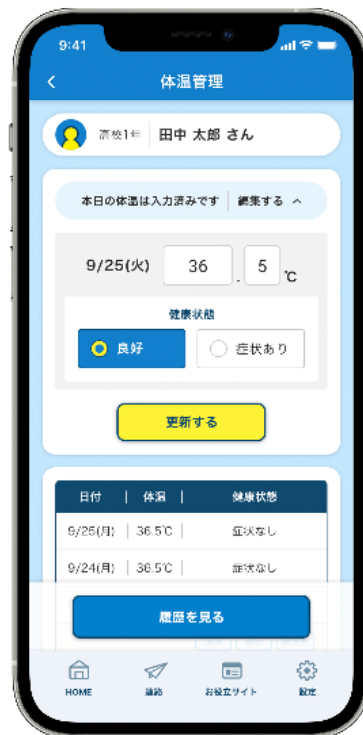 9:41
体温管理
高校1年 田中 太郎 さん
本日の体温は入力済みです 編集する
9/25(火) 36 . 5 ℃
健康状態
良好 症状あり
更新する
日付 体温 健康状態
9/25(月) 36.5℃ 症状なし
9/24(月) 36.5℃ 症状なし
履歴を見る
HOME 連絡 お役立サイト 設定